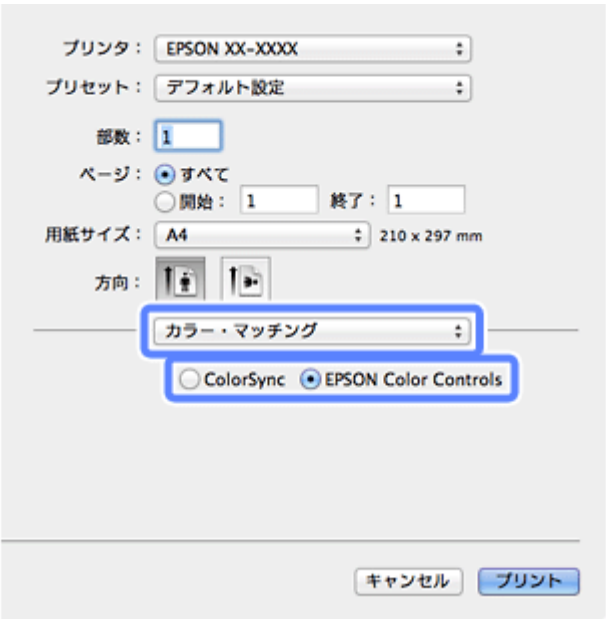 プリンタ： EPSON XX-XXXX
プリセット： デフォルト設定
部数： 1
ページ： すべて
開始： 1 終了： 1
用紙サイズ： A4 210 x 297 mm
方向：
カラー・マッチング
ColorSync EPSON Color Controls
キャンセル プリント